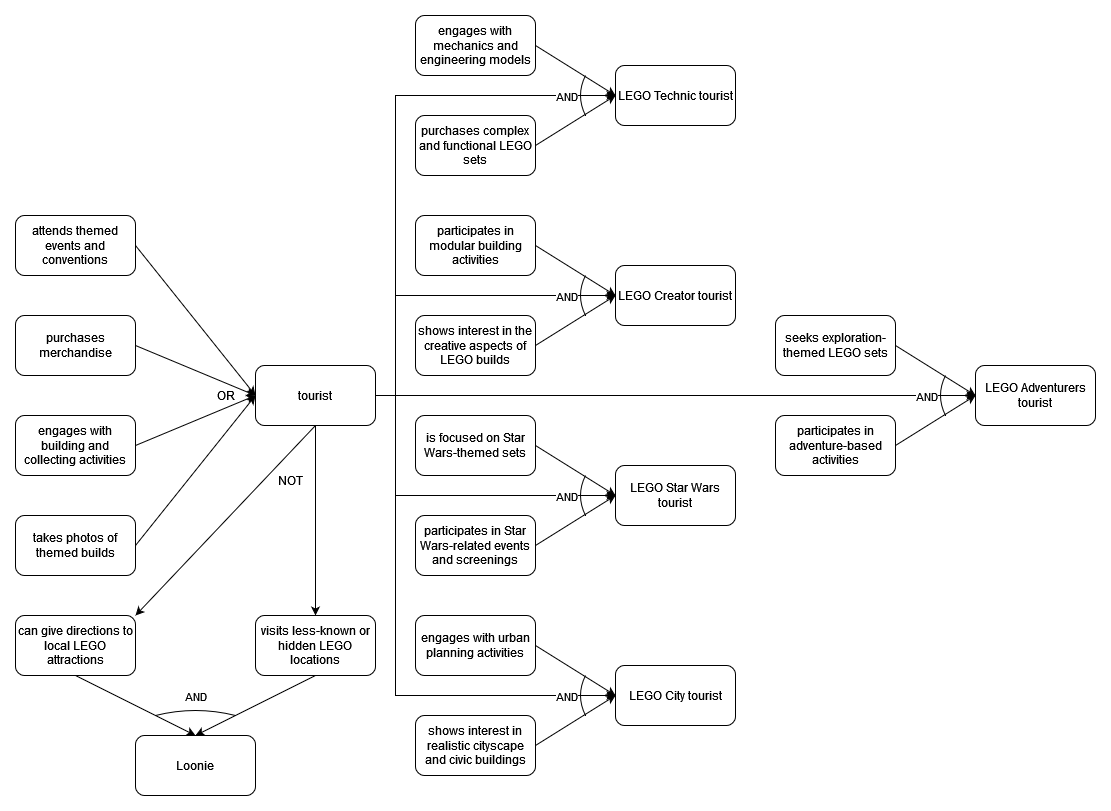 engages with
mechanics and
engineering models
AND
LEGO Technic tourist
purchases complex
and functional LEGO
sets
attends themed
events and
conventions
participates in
modular building
activities
AND
LEGO Creator tourist
purchases
merchandise
shows interest in the
creative aspects of
LEGO builds
seeks exploration-
themed LEGO sets
OR
tourist
AND
LEGO Adventurers
tourist
engages with
building and
collecting activities
is focused on Star
Wars-themed sets
participates in
adventure-based
activities
NOT
AND
LEGO Star Wars
tourist
takes photos of
themed builds
participates in Star
Wars-related events
and screenings
can give directions to
local LEGO
attractions
visits less-known or
hidden LEGO
locations
engages with urban
planning activities
AND
AND
LEGO City tourist
Loonie
shows interest in
realistic cityscape
and civic buildings